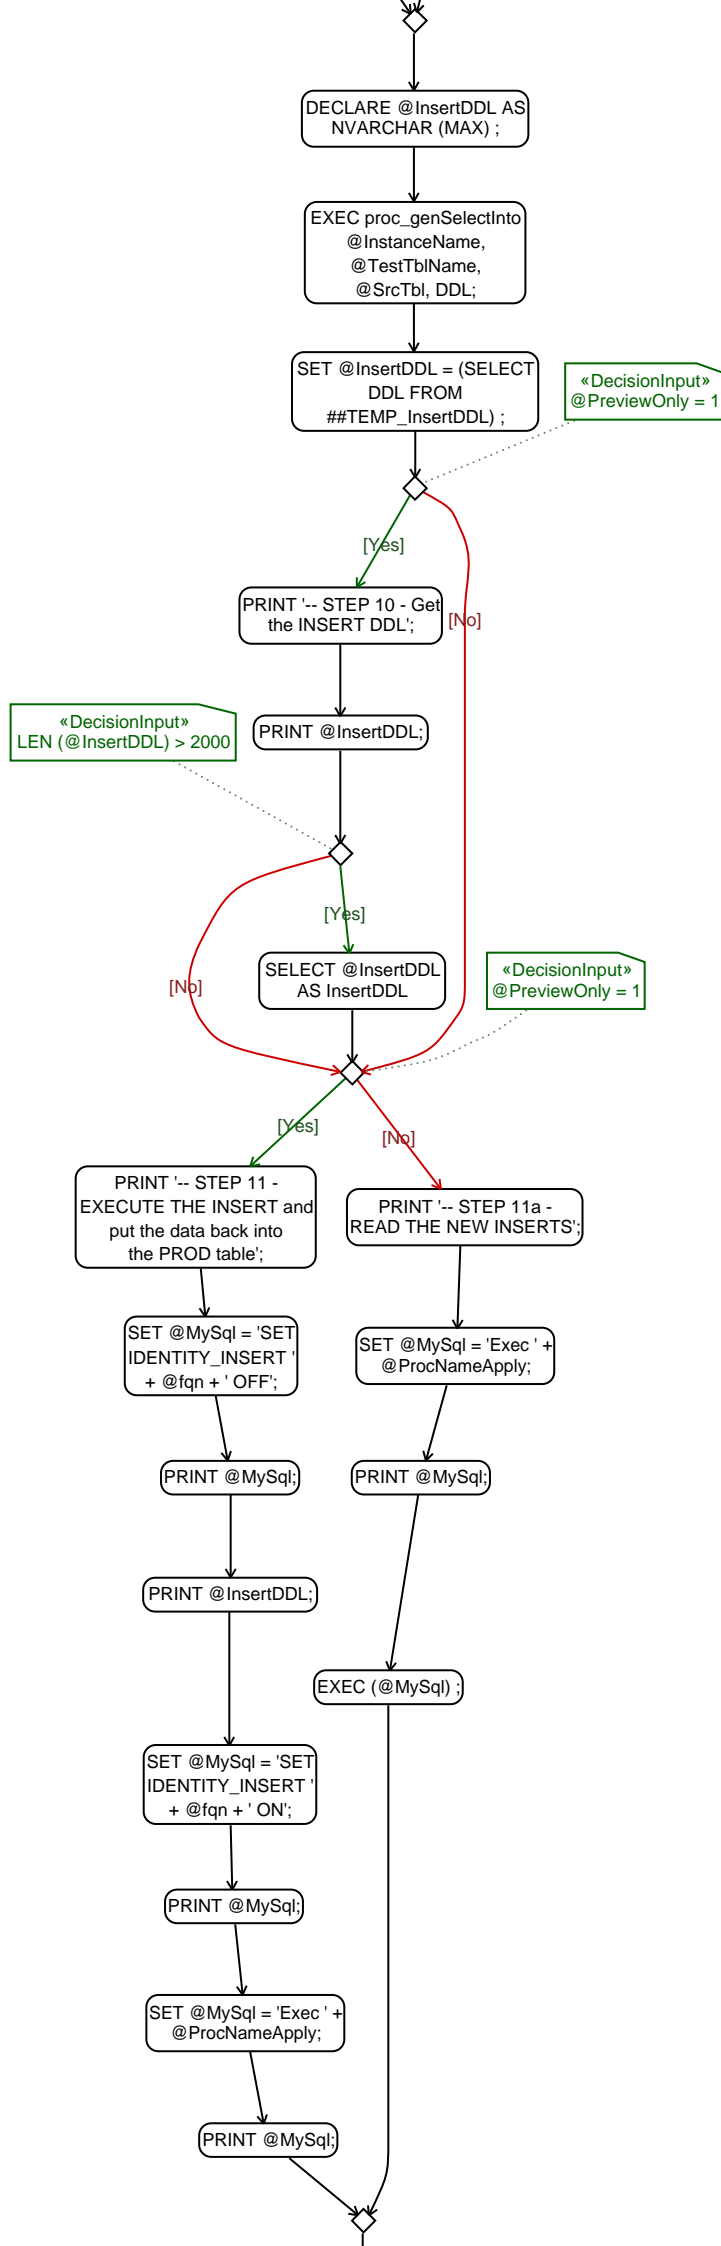 DECLARE @InsertDDL AS
NVARCHAR (MAX) ;
EXEC proc_genSelectInto
@InstanceName,
@TestTblName,
@SrcTbl, DDL;
SET @InsertDDL = (SELECT
DDL FROM
##TEMP_InsertDDL) ;
«DecisionInput»
@PreviewOnly = 1
[Yes]
PRINT '-- STEP 10 - Get
the INSERT DDL';
[No]
«DecisionInput»
LEN (@InsertDDL) > 2000
PRINT @InsertDDL;
[Yes]
SELECT @InsertDDL
AS InsertDDL
[No]
«DecisionInput»
@PreviewOnly = 1
[Yes]
[No]
PRINT '-- STEP 11 -
EXECUTE THE INSERT and
put the data back into
the PROD table';
PRINT '-- STEP 11a -
READ THE NEW INSERTS';
SET @MySql = 'SET
IDENTITY_INSERT '
+ @fqn + ' OFF';
SET @MySql = 'Exec ' +
@ProcNameApply;
PRINT @MySql;
PRINT @MySql;
PRINT @InsertDDL;
EXEC (@MySql) ;
SET @MySql = 'SET
IDENTITY_INSERT '
+ @fqn + ' ON';
PRINT @MySql;
SET @MySql = 'Exec ' +
@ProcNameApply;
PRINT @MySql;